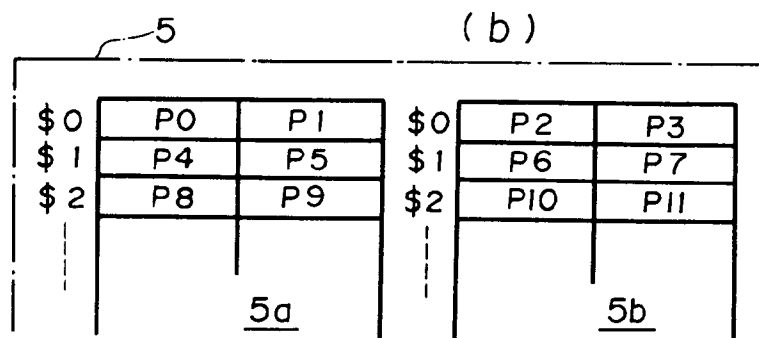 5 (b)
$0 P0 P1 $0 P2 P3
$1 P4 P5 $1 P6 P7
$2 P8 P9 $2 P10 P11
5a 5b